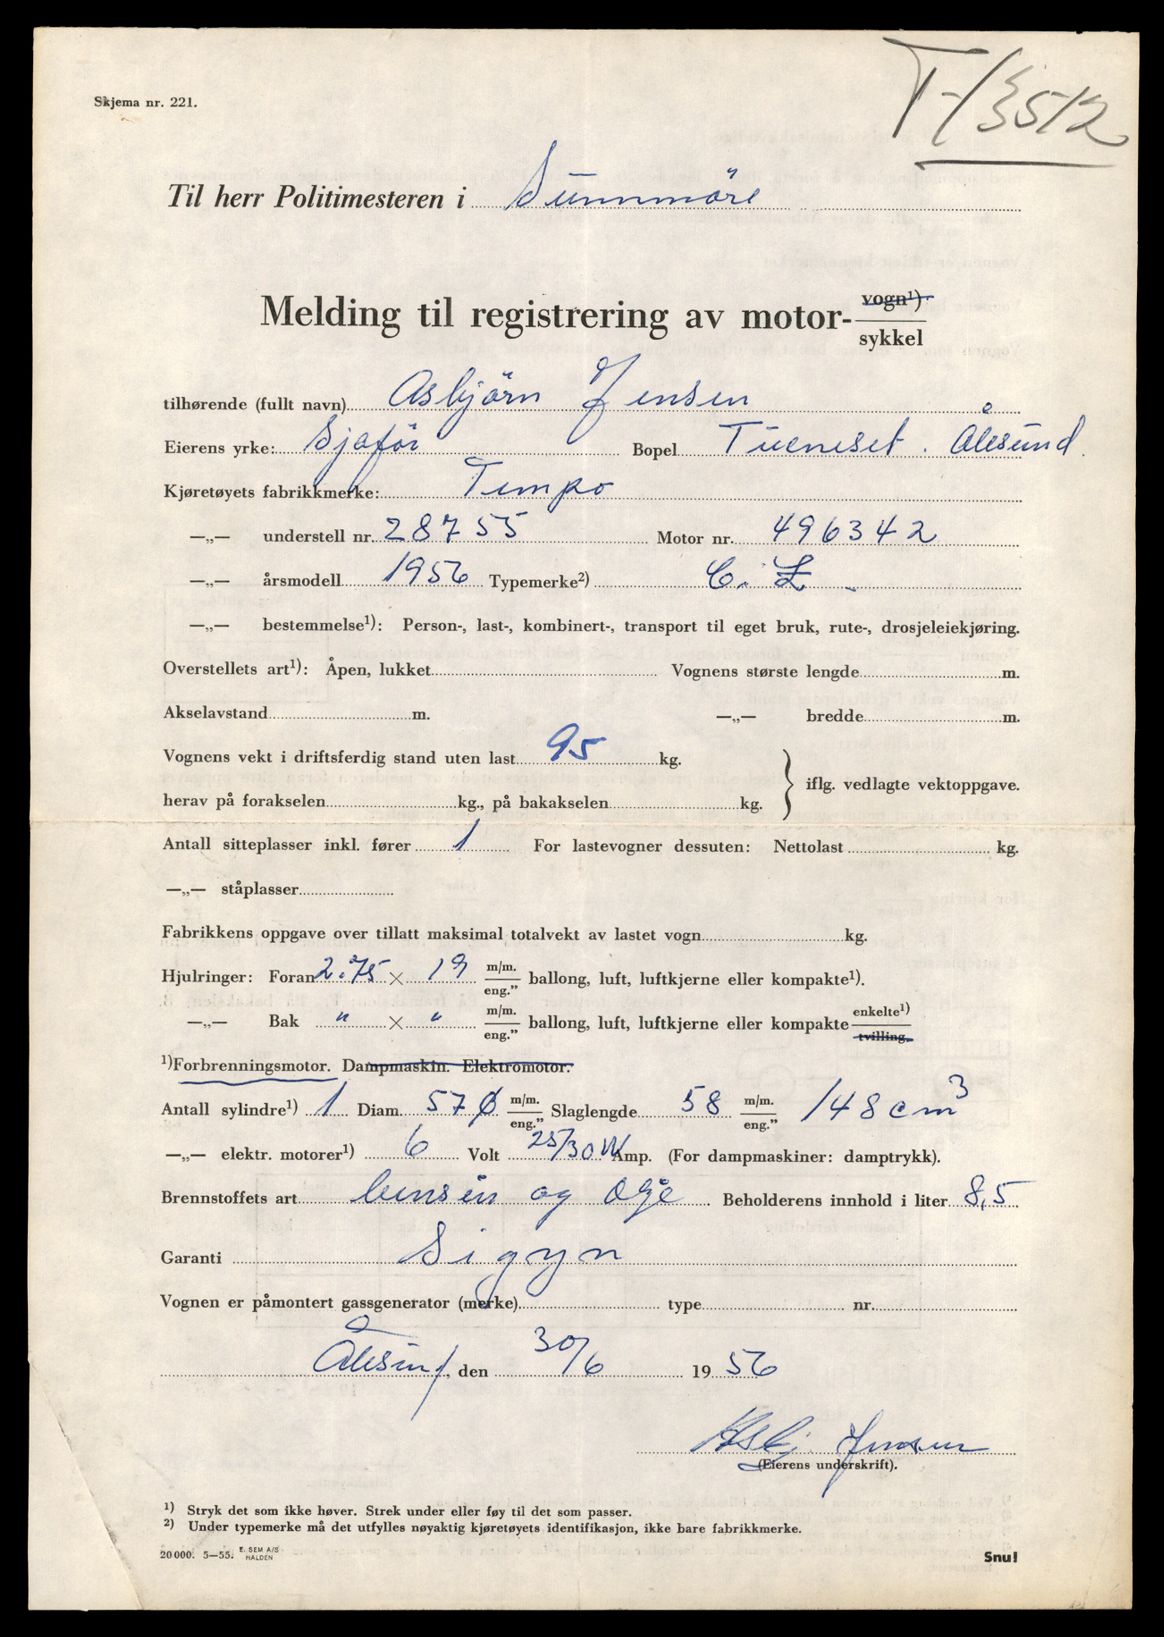 Skjema nr. 221.
T-13512
Til herr Politimesteren i Sunnmöre
Melding til registrering av motor- vogn¹)
sykkel
tilhørende (fullt navn) Asbjörn Jensen
Eierens yrke: Sjaför Bopel Tueneset. Ålesund.
Kjøretøyets fabrikkmerke: Tempo
—„— understell nr. 28755 Motor nr. 496342
—„— årsmodell 1956 Typemerke²)
—„— bestemmelse¹): Person-, last-, kombinert-, transport til eget bruk, rute-, drosjeleiekjøring.
Overstellets art¹): Åpen, lukket Vognens største lengde m.
Akselavstand m. —„— bredde m.
Vognens vekt i driftsferdig stand uten last 95 kg.
iflg. vedlagte vektoppgave.
herav på forakselen kg., på bakakselen kg.
Antall sitteplasser inkl. fører 1 For lastevogner dessuten: Nettolast kg.
—„— ståplasser
Fabrikkens oppgave over tillatt maksimal totalvekt av lastet vogn kg.
Hjulringer: Foran 2.75 × 19 m/m. eng.” ballong, luft, luftkjerne eller kompakte¹).
—„— Bak " × " m/m. eng.” ballong, luft, luftkjerne eller kompakte enkelte¹) tvilling.
¹)Forbrenningsmotor. Dampmaskin. Elektromotor.
Antall sylindre¹) 1 Diam. 57 Ø m/m. eng.” Slaglengde 58 m/m. eng.” 148 cm³
—„— elektr. motorer¹) 6 Volt 25/30 W Amp. (For dampmaskiner: damptrykk).
Brennstoffets art bensin og olje Beholderens innhold i liter 8,5
Garanti Sigyn
Vognen er påmontert gassgenerator (merke) type nr.
Ålesund, den 30/6 1956
Asbj. Jensen
(Eierens underskrift).
¹) Stryk det som ikke høver. Strek under eller føy til det som passer.
²) Under typemerke må det utfylles nøyaktig kjøretøyets identifikasjon, ikke bare fabrikkmerke.
20000. 5—55. E. SEM A/S HALDEN
Snu!